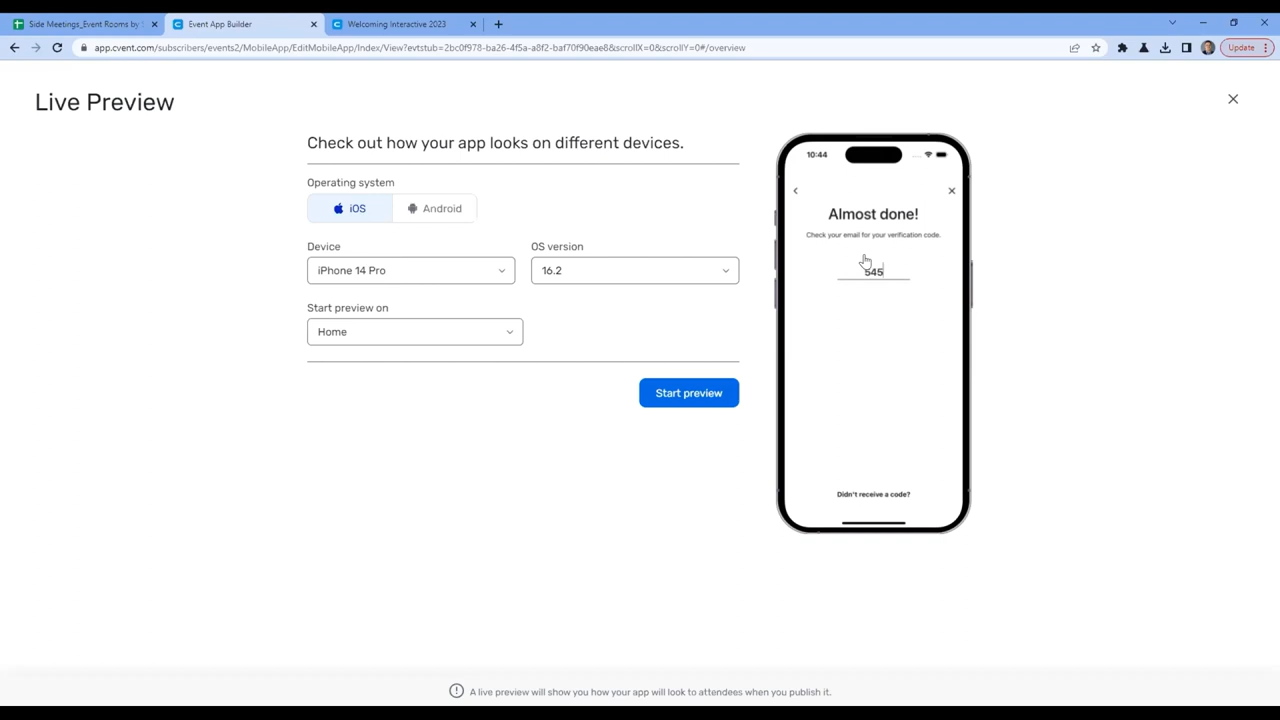 Side Meetings_Event Rooms by S
Event App Builder
Welcoming Interactive 2023
app.cvent.com/subscribers/events2/MobileApp/EditMobileApp/Index/View?evtstub=2bc0f978-ba26-4f5a-a8f2-baf70f90eae8&scrollX=0&scrollY=0#/overview
Update
Live Preview
Check out how your app looks on different devices.
Operating system
iOS
Android
Device
OS version
iPhone 14 Pro
16.2
Start preview on
Home
Start preview
10:44
Almost done!
Check your email for your verification code.
545
Didn't receive a code?
A live preview will show you how your app will look to attendees when you publish it.